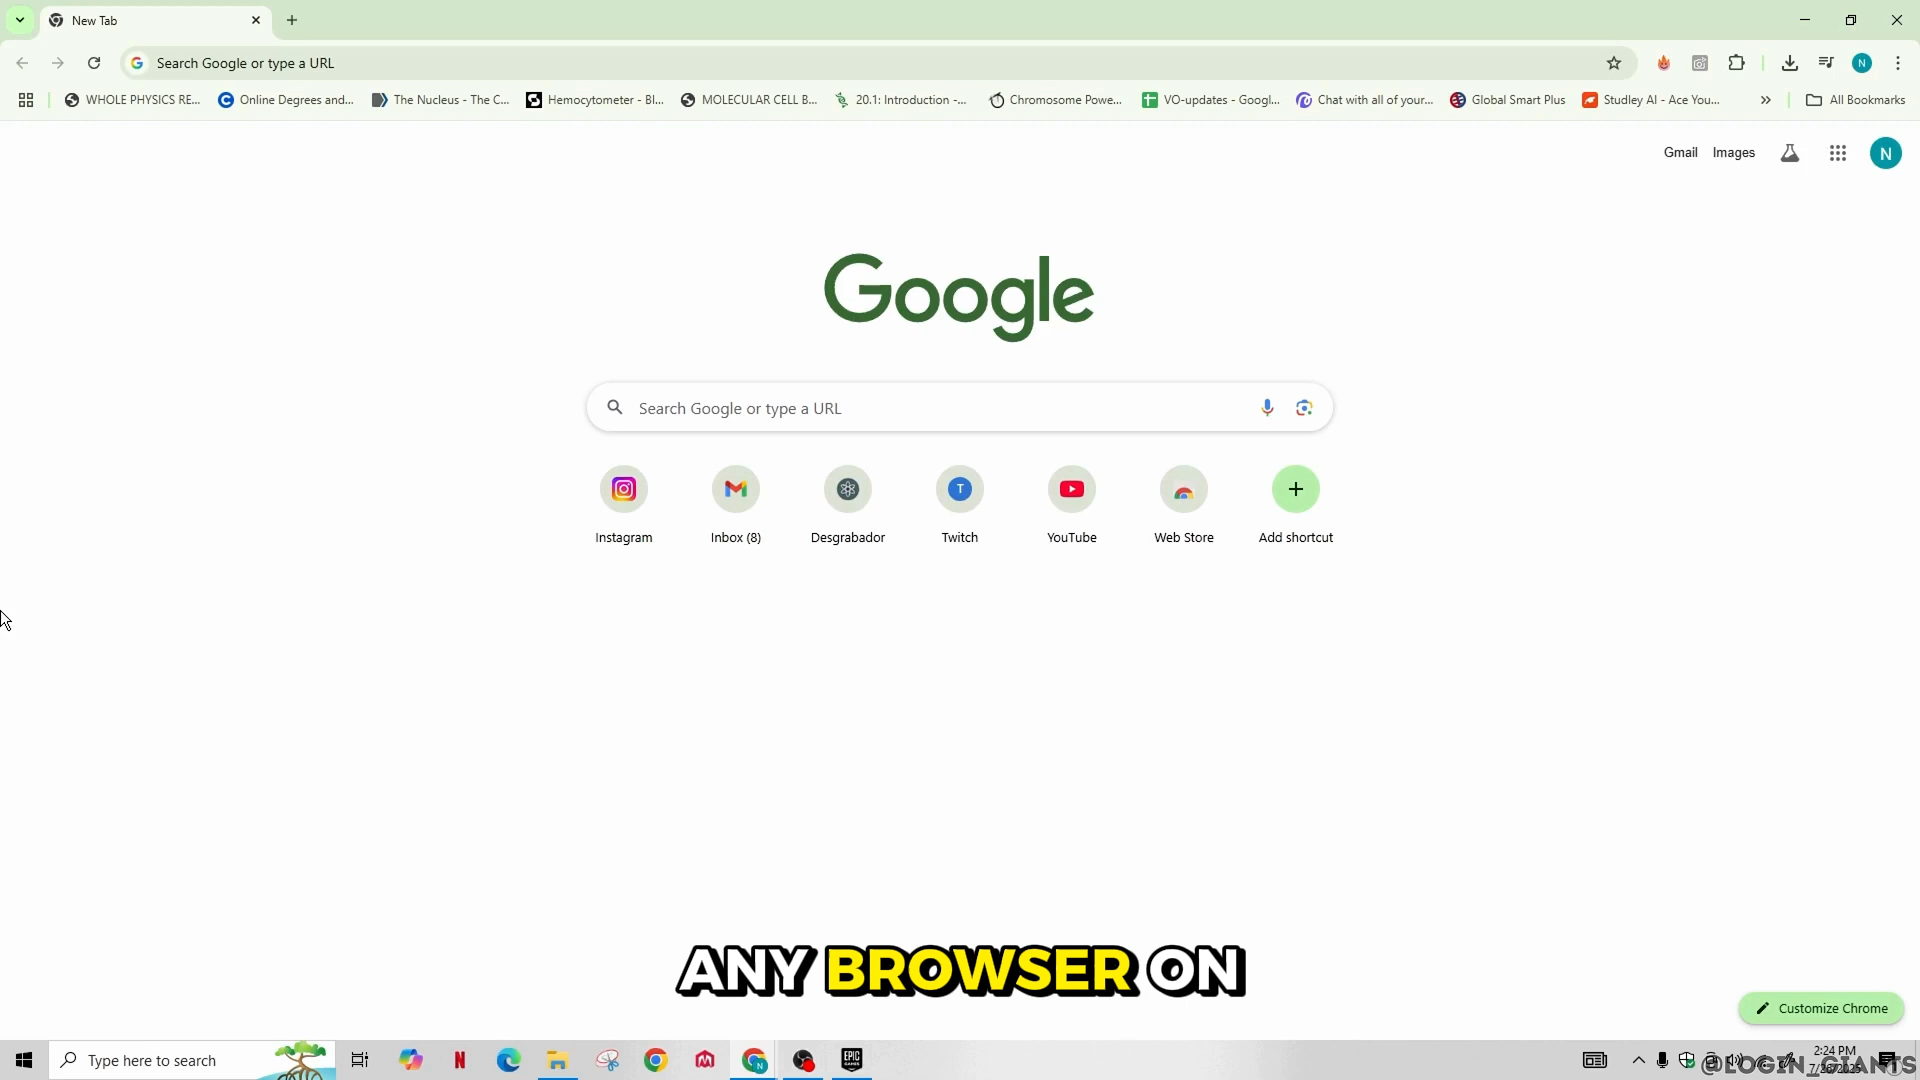 New Tab
Search Google or type a URL
WHOLE PHYSICS RE...
Online Degrees and...
The Nucleus - The C...
Hemocytometer - Bl...
MOLECULAR CELL B...
20.1: Introduction -...
Chromosome Powe...
VO-updates - Googl...
Chat with all of your...
Global Smart Plus
Studley AI - Ace You...
All Bookmarks
Gmail
Images
N
Google
Search Google or type a URL
T
Instagram
Inbox (8)
Desgrabador
Twitch
YouTube
Web Store
Add shortcut
ANY BROWSER ON
Customize Chrome
Type here to search
EPIC GAMES
2:24 PM
@LOGIN_GIANTS